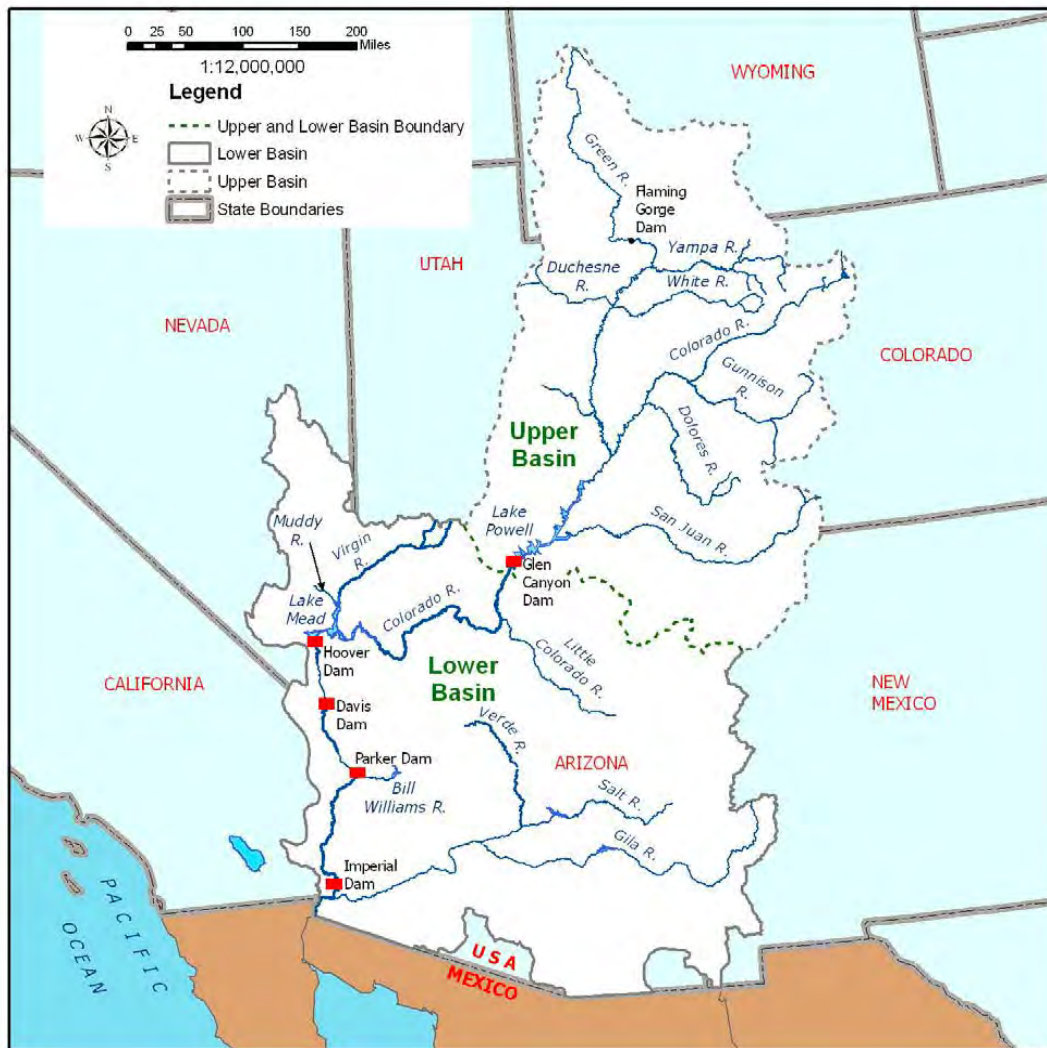 0 25 50 100 150 200
Miles
1:12,000,000
Legend
N
W E
S
Upper and Lower Basin Boundary
Lower Basin
Upper Basin
State Boundaries
WYOMING
Green R.
Flaming
Gorge
Dam
UTAH
Yampa R.
Duchesne
R.
White R.
NEVADA
Colorado R.
COLORADO
Gunnison
R.
Dolores R.
Upper
Basin
Lake
Powell
San Juan R.
Muddy
R.
Virgin
R.
Glen
Canyon
Dam
Lake
Mead
Colorado R.
Little
Colorado R.
Hoover
Dam
Lower
Basin
CALIFORNIA
NEW
MEXICO
Davis
Dam
Verde R.
Parker Dam
ARIZONA
Bill
Williams R.
Salt R.
Gila R.
Imperial
Dam
PACIFIC
OCEAN
USA
MEXICO